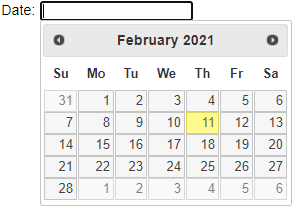 Date:
February 2021
Su Mo Tu We Th Fr Sa
31 1 2 3 4 5 6
7 8 9 10 11 12 13
14 15 16 17 18 19 20
21 22 23 24 25 26 27
28 1 2 3 4 5 6